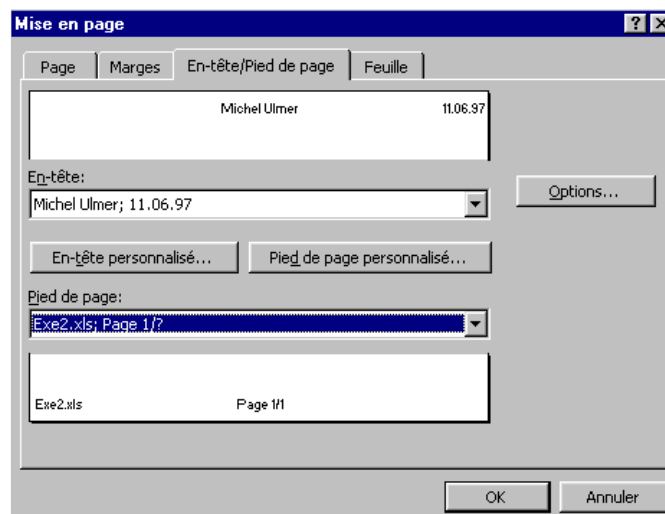 Mise en page
Page Marges En-tête/Pied de page Feuille
Michel Ulmer 11.06.97
En-tête:
Michel Ulmer; 11.06.97
Options...
En-tête personnalisé... Pied de page personnalisé...
Pied de page:
Exe2.xls; Page 1/?
Exe2.xls Page 1/1
OK Annuler